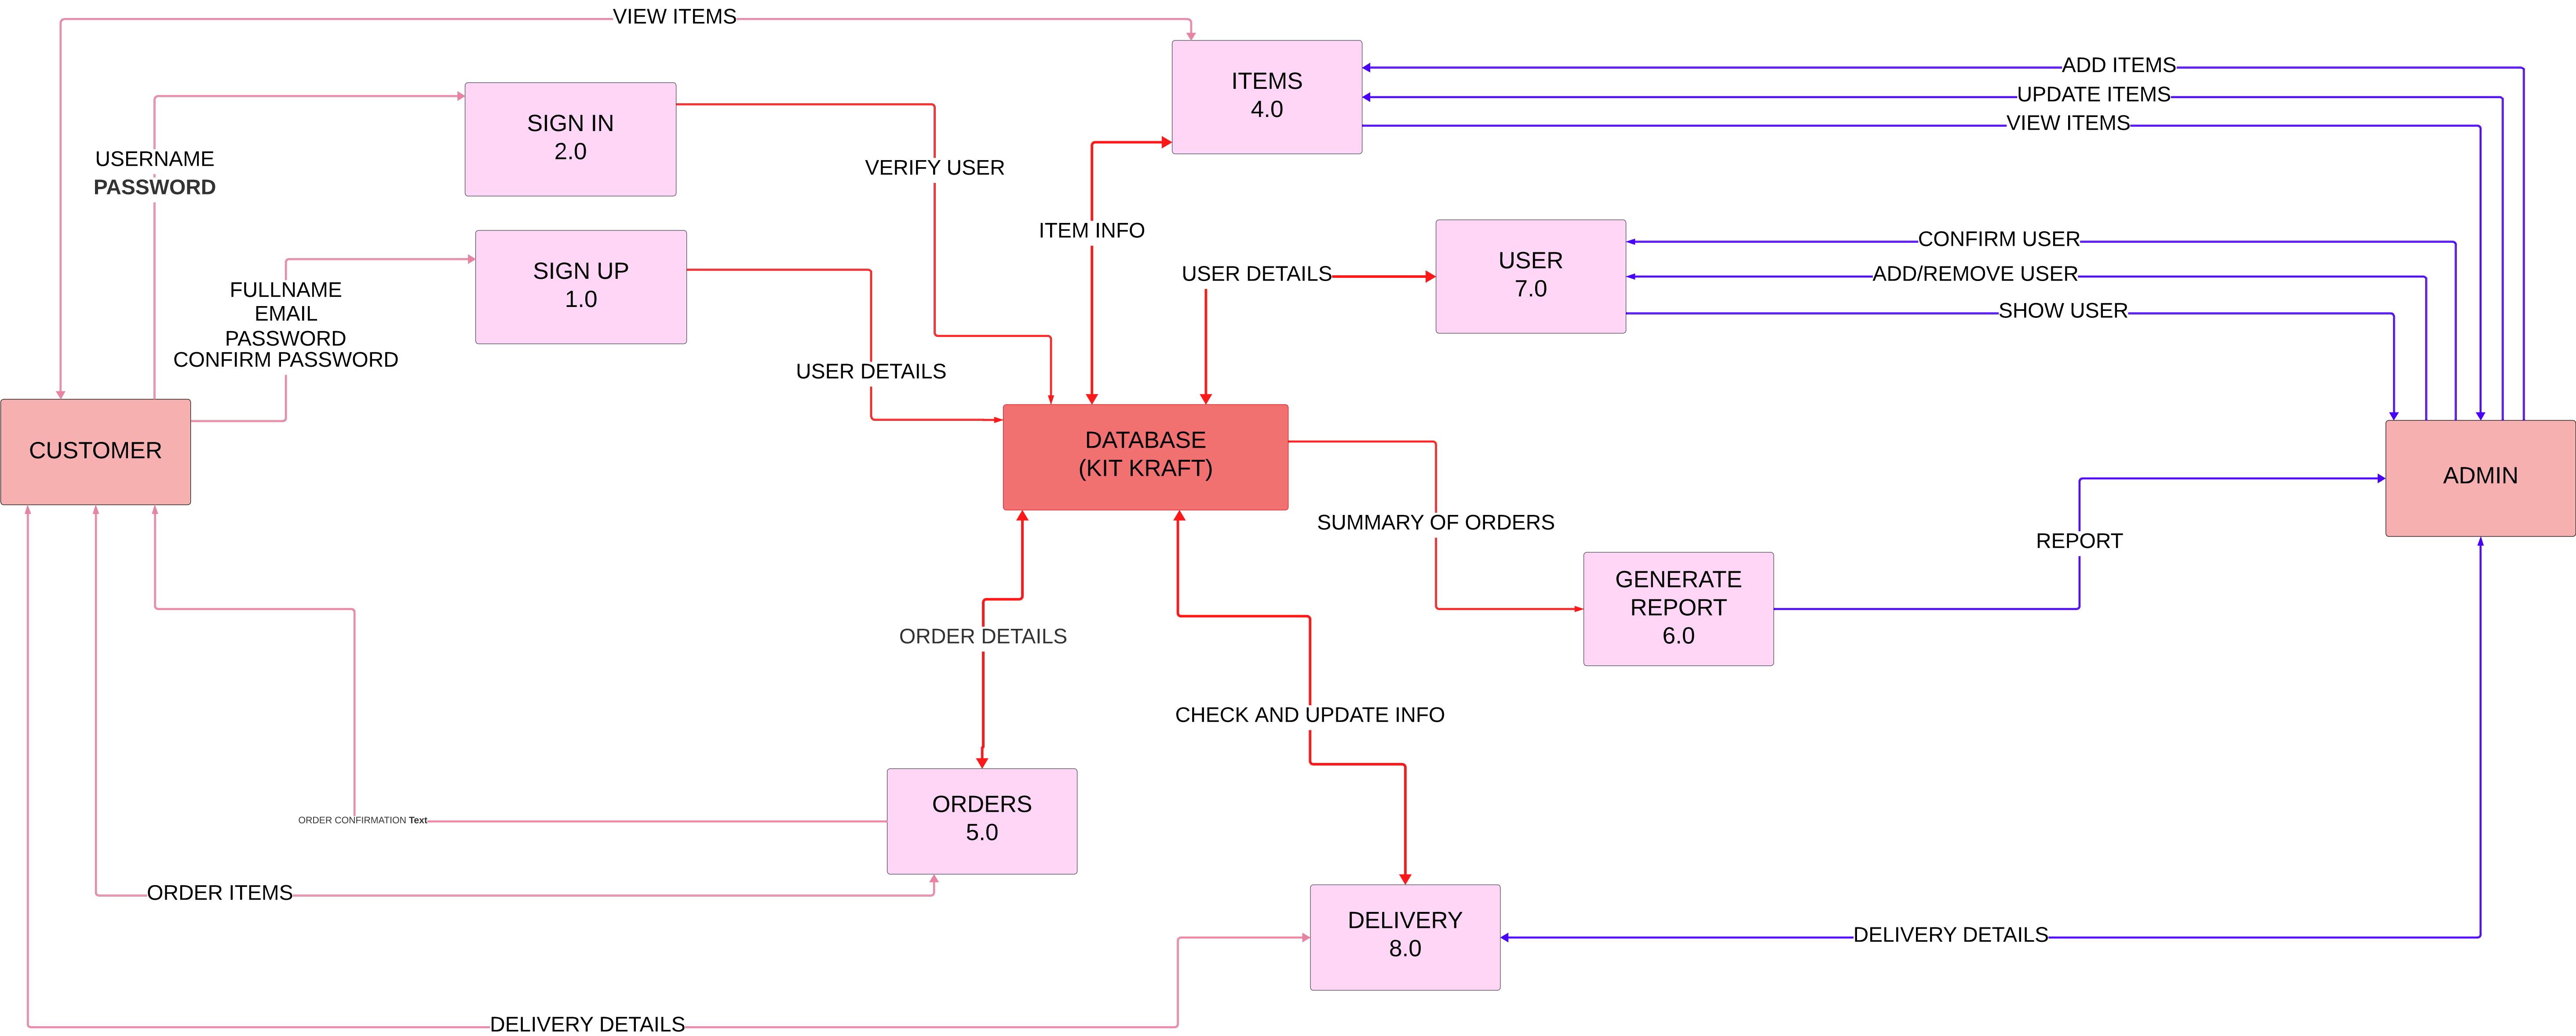 VIEW ITEMS
ITEMS
4.0
ADD ITEMS
UPDATE ITEMS
VIEW ITEMS
SIGN IN
2.0
USERNAME
PASSWORD
VERIFY USER
ITEM INFO
SIGN UP
1.0
FULLNAME
EMAIL
PASSWORD
CONFIRM PASSWORD
USER DETAILS
USER DETAILS
USER
7.0
CONFIRM USER
ADD/REMOVE USER
SHOW USER
CUSTOMER
DATABASE
(KIT KRAFT)
ADMIN
SUMMARY OF ORDERS
REPORT
GENERATE
REPORT
6.0
ORDER DETAILS
CHECK AND UPDATE INFO
ORDERS
5.0
ORDER CONFIRMATION Text
ORDER ITEMS
DELIVERY
8.0
DELIVERY DETAILS
DELIVERY DETAILS